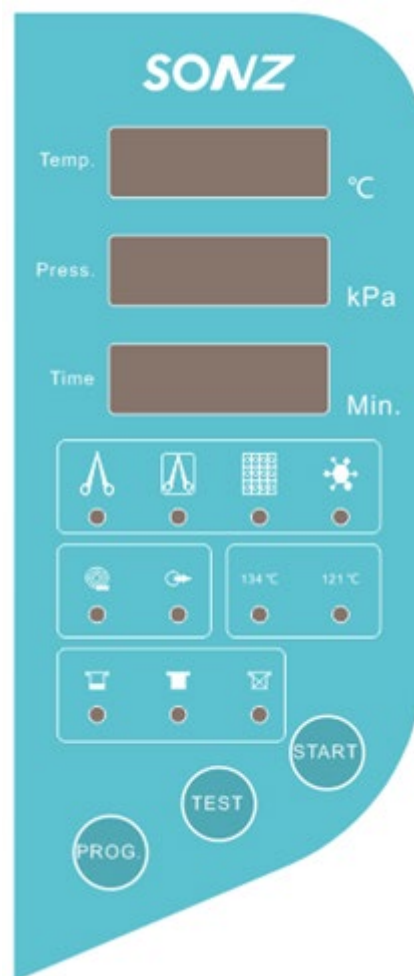 SONZ
Temp.
℃
Press.
kPa
Time
Min.
134 ℃
121 ℃
START
TEST
PROG.